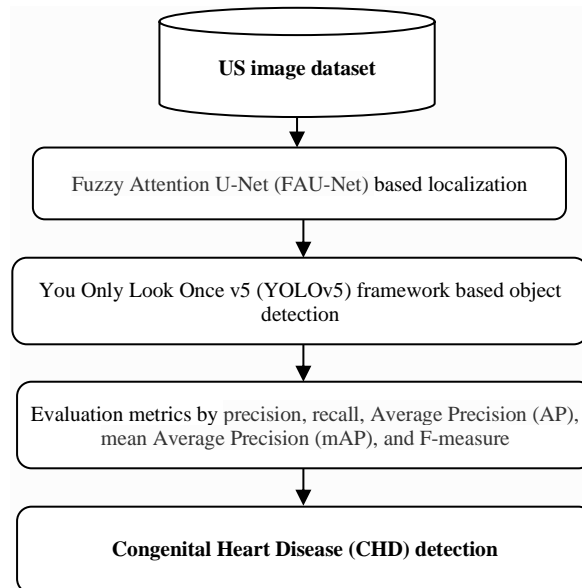 US image dataset
Fuzzy Attention U-Net (FAU-Net) based localization
You Only Look Once v5 (YOLOv5) framework based object
detection
Evaluation metrics by precision, recall, Average Precision (AP),
mean Average Precision (mAP), and F-measure
Congenital Heart Disease (CHD) detection